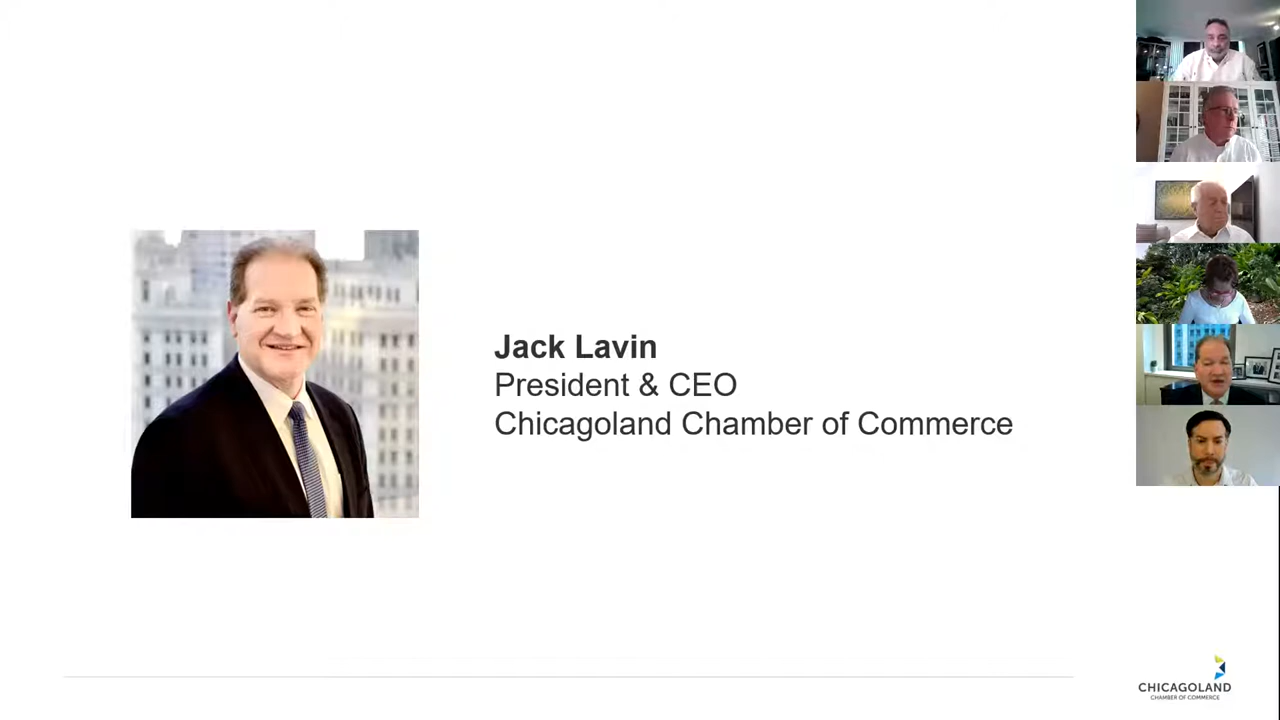 Jack Lavin
President & CEO
Chicagoland Chamber of Commerce
CHICAGOLAND
CHAMBER OF COMMERCE